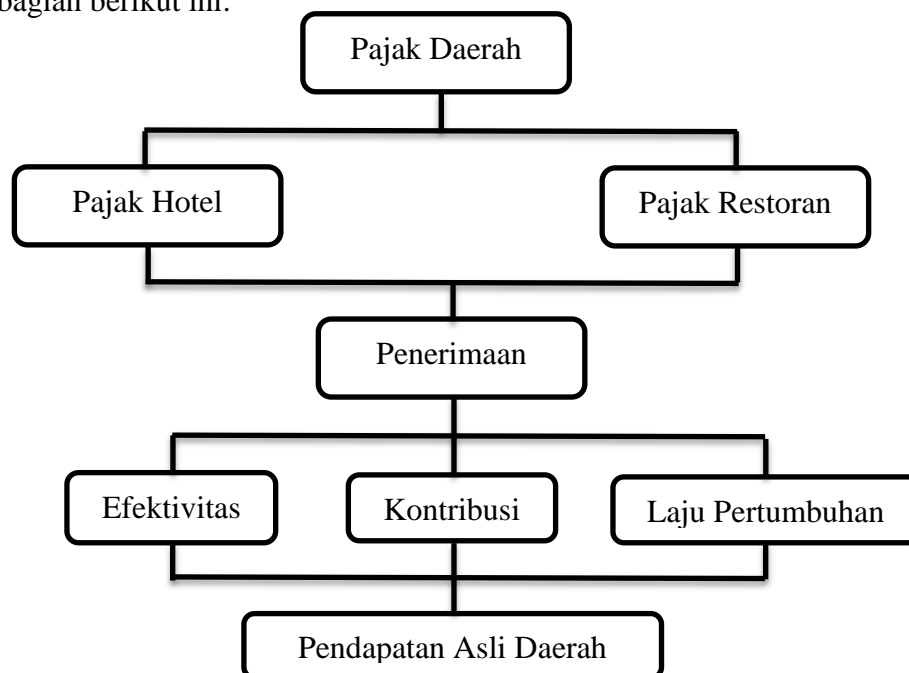 bagian berikut ini:
Pajak Daerah
Pajak Hotel
Pajak Restoran
Penerimaan
Efektivitas
Kontribusi
Laju Pertumbuhan
Pendapatan Asli Daerah